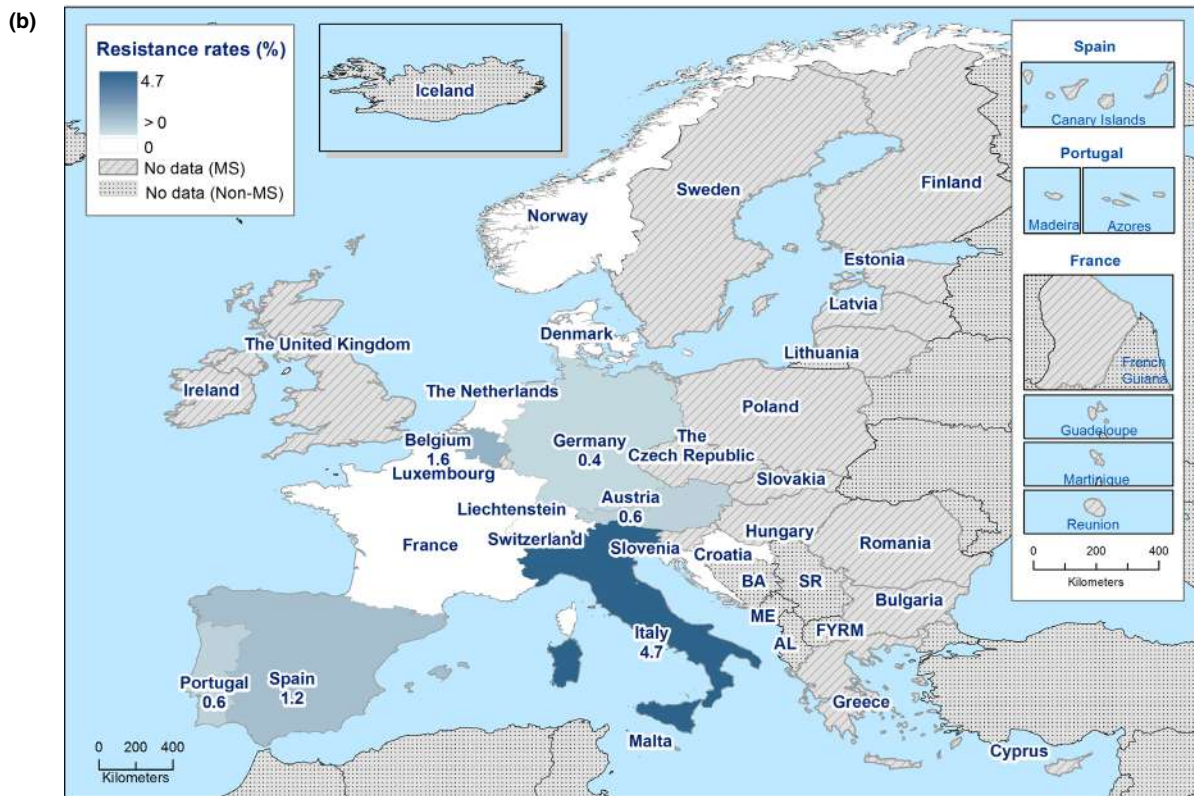 (b)
Resistance rates (%)
4.7
> 0
0
No data (MS)
No data (Non-MS)
Iceland
Norway
Sweden
Finland
Estonia
Latvia
Lithuania
Denmark
The United Kingdom
Ireland
The Netherlands
Belgium
1.6
Luxembourg
Germany
0.4
Poland
The
Czech Republic
Slovakia
Austria
0.6
Liechtenstein
Switzerland
France
Hungary
Slovenia
Croatia
Romania
BA
SR
Bulgaria
ME
FYRM
AL
Italy
4.7
Portugal
0.6
Spain
1.2
Greece
Malta
Cyprus
0 200 400
Kilometers
Spain
Canary Islands
Portugal
Madeira
Azores
France
French
Guiana
Guadeloupe
Martinique
Reunion
0 200 400
Kilometers